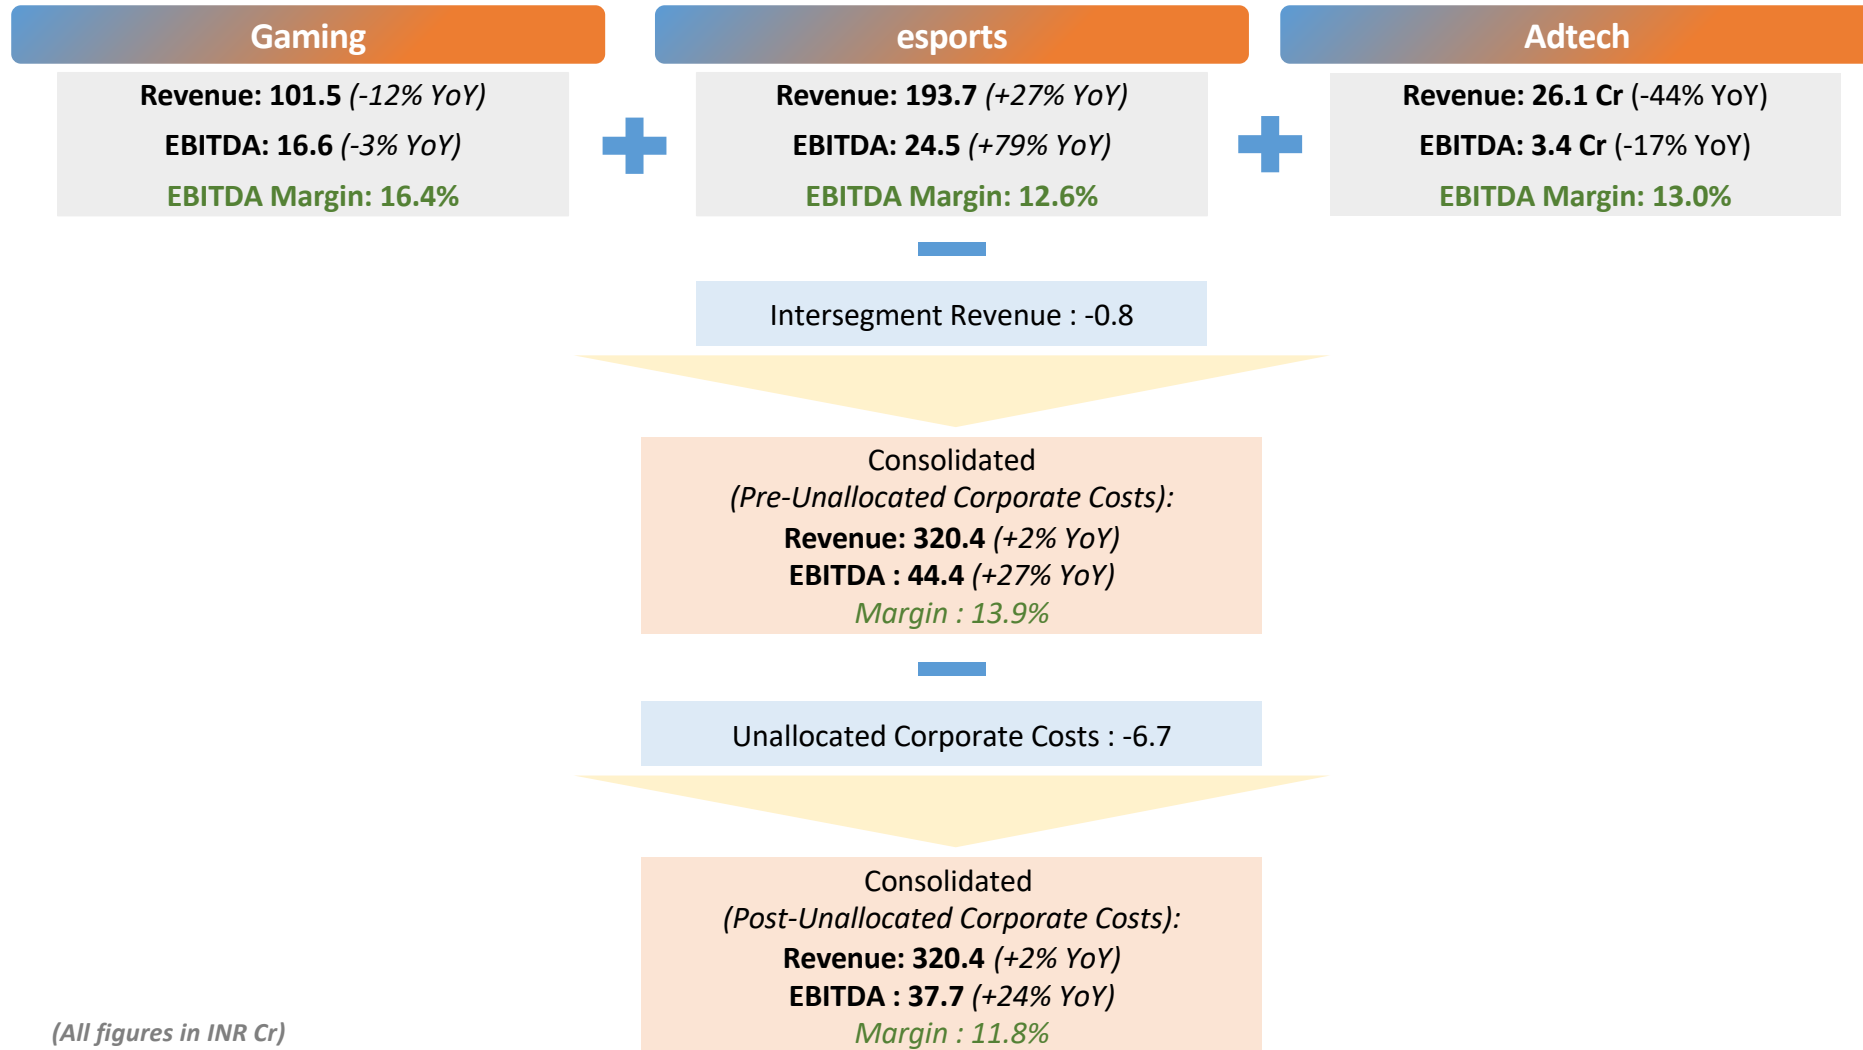 Gaming
Revenue: 101.5 (-12% YoY)
EBITDA: 16.6 (-3% YoY)
EBITDA Margin: 16.4%
esports
Revenue: 193.7 (+27% YoY)
EBITDA: 24.5 (+79% YoY)
EBITDA Margin: 12.6%
Adtech
Revenue: 26.1 Cr (-44% YoY)
EBITDA: 3.4 Cr (-17% YoY)
EBITDA Margin: 13.0%
Intersegment Revenue : -0.8
Consolidated
(Pre-Unallocated Corporate Costs):
Revenue: 320.4 (+2% YoY)
EBITDA : 44.4 (+27% YoY)
Margin : 13.9%
Unallocated Corporate Costs : -6.7
Consolidated
(Post-Unallocated Corporate Costs):
Revenue: 320.4 (+2% YoY)
EBITDA : 37.7 (+24% YoY)
Margin : 11.8%
(All figures in INR Cr)